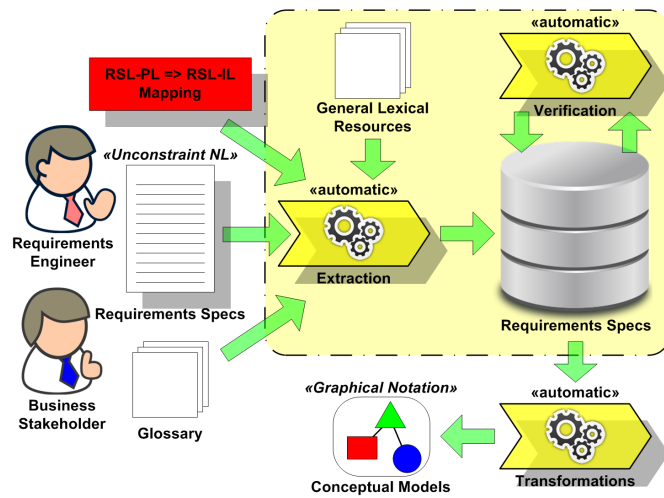 RSL-PL => RSL-IL
Mapping
General Lexical
Resources
«automatic»
Verification
«Unconstraint NL»
«automatic»
Extraction
Requirements
Engineer
Requirements Specs
Requirements Specs
Business
Stakeholder
Glossary
«Graphical Notation»
Conceptual Models
«automatic»
Transformations